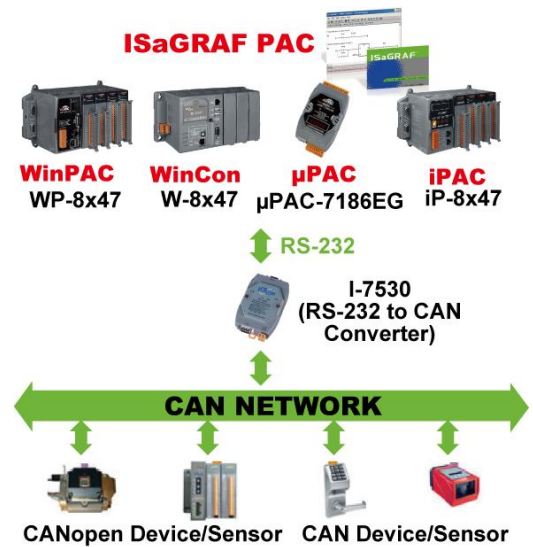 ISaGRAF PAC
ISaGRAF
WinPAC WinCon µPAC iPAC
WP-8x47 W-8x47 µPAC-7186EG iP-8x47
RS-232
I-7530
(RS-232 to CAN
Converter)
CAN NETWORK
CANopen Device/Sensor CAN Device/Sensor